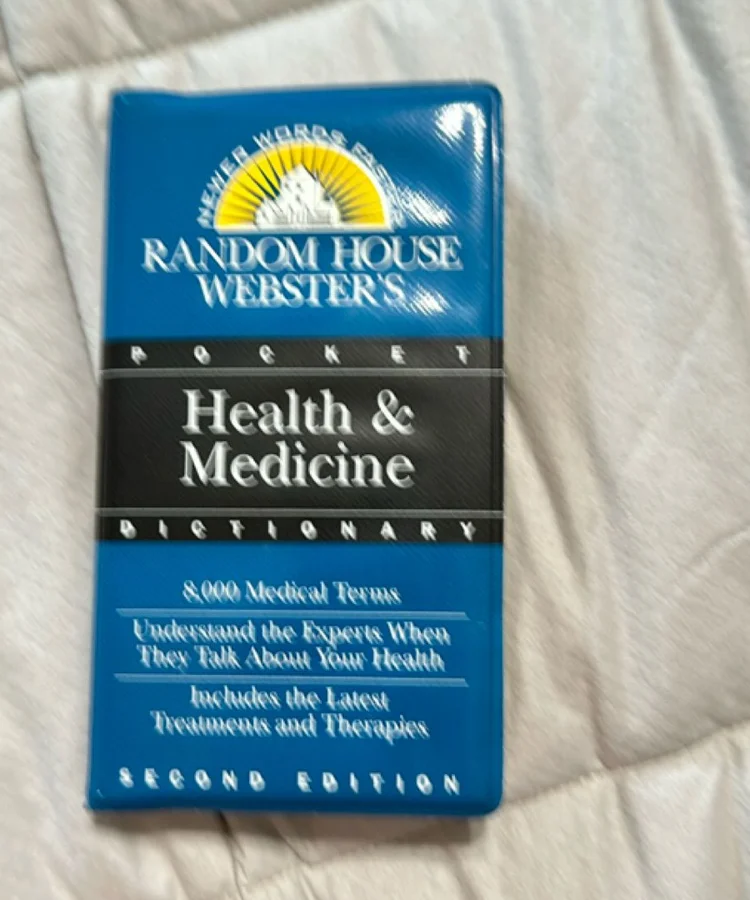 NEWER WORDS FASTER
RANDOM HOUSE
WEBSTER'S
POCKET
Health &
Medicine
DICTIONARY
8,000 Medical Terms
Understand the Experts When
They Talk About Your Health
Includes the Latest
Treatments and Therapies
SECOND EDITION